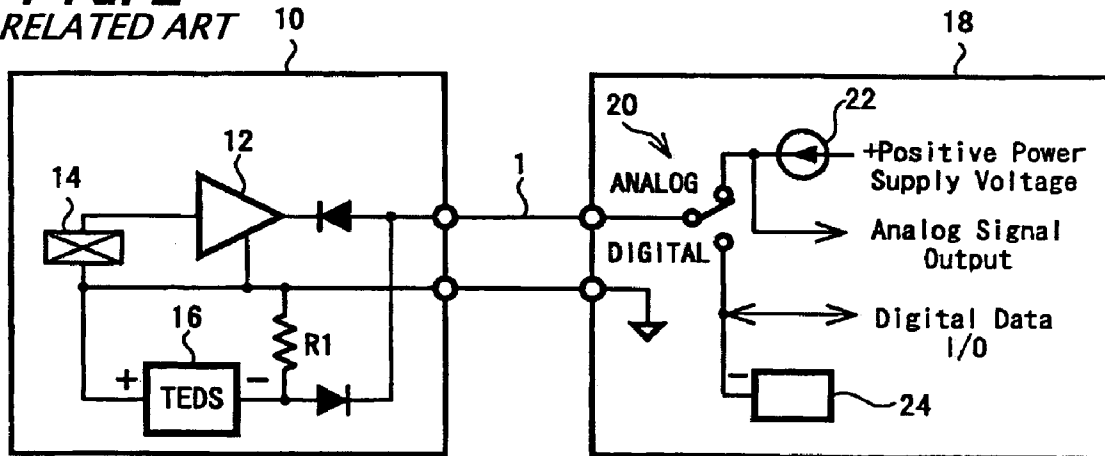 RELATED ART
10
18
20
22
12
14
1
ANALOG
+Positive Power
Supply Voltage
DIGITAL
Analog Signal
Output
16
R1
+
TEDS
-
Digital Data
I/O
-
24